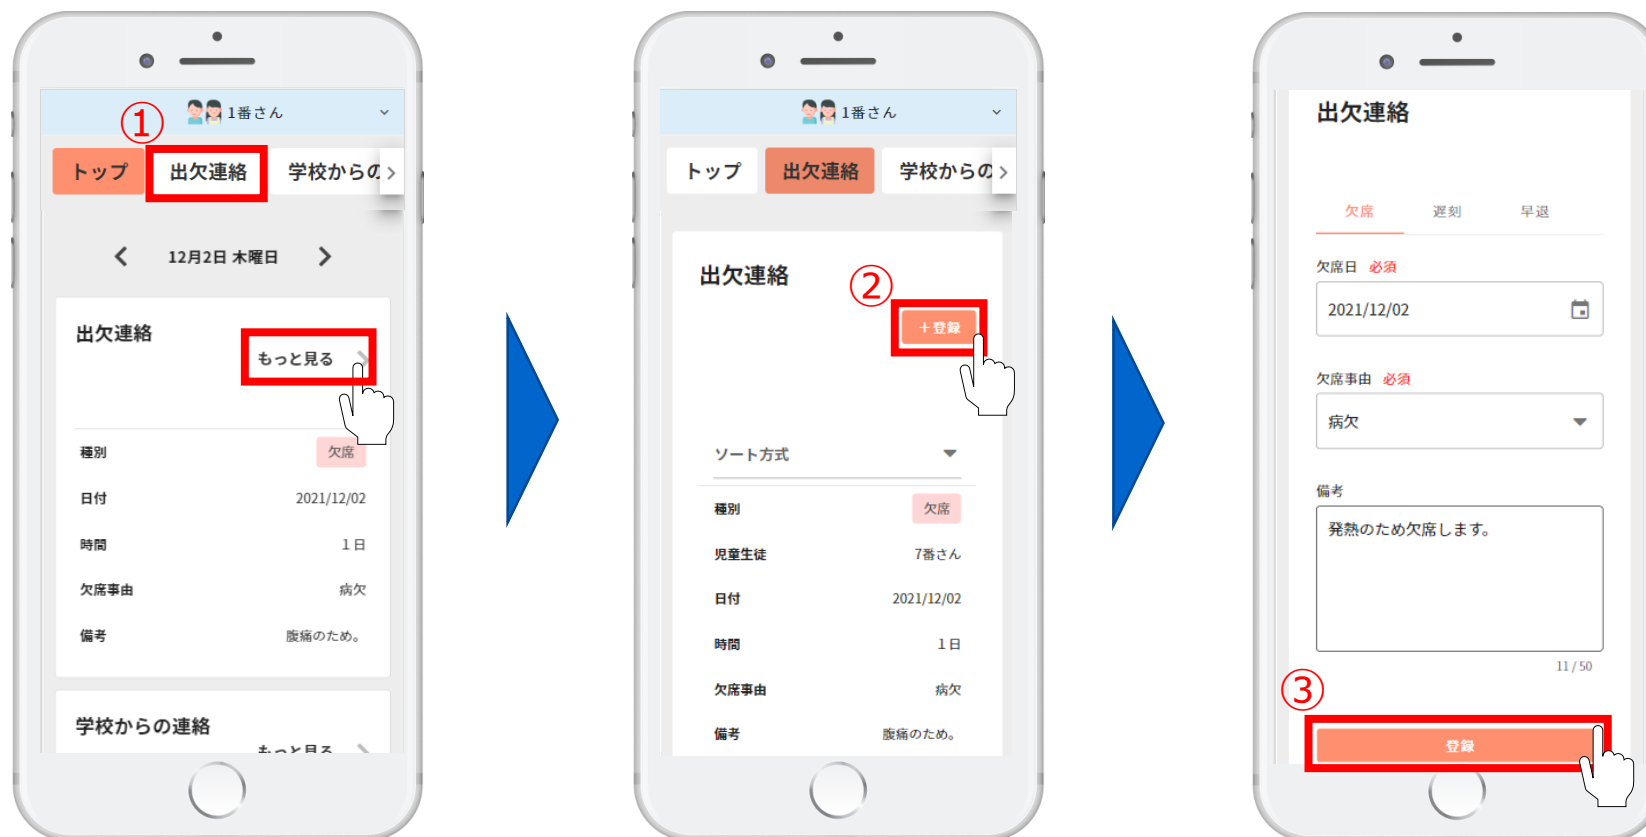 ①
1番さん
トップ 出欠連絡 学校からの
12月2日 木曜日
出欠連絡
もっと見る
種別 欠席
日付 2021/12/02
時間 1日
欠席事由 病欠
備考 腹痛のため。
学校からの連絡
もっと見る
1番さん
トップ 出欠連絡 学校からの
出欠連絡
②
+登録
ソート方式
種別 欠席
児童生徒 7番さん
日付 2021/12/02
時間 1日
欠席事由 病欠
備考 腹痛のため。
出欠連絡
欠席 遅刻 早退
欠席日 必須
2021/12/02
欠席事由 必須
病欠
備考
発熱のため欠席します。
11 / 50
③
登録